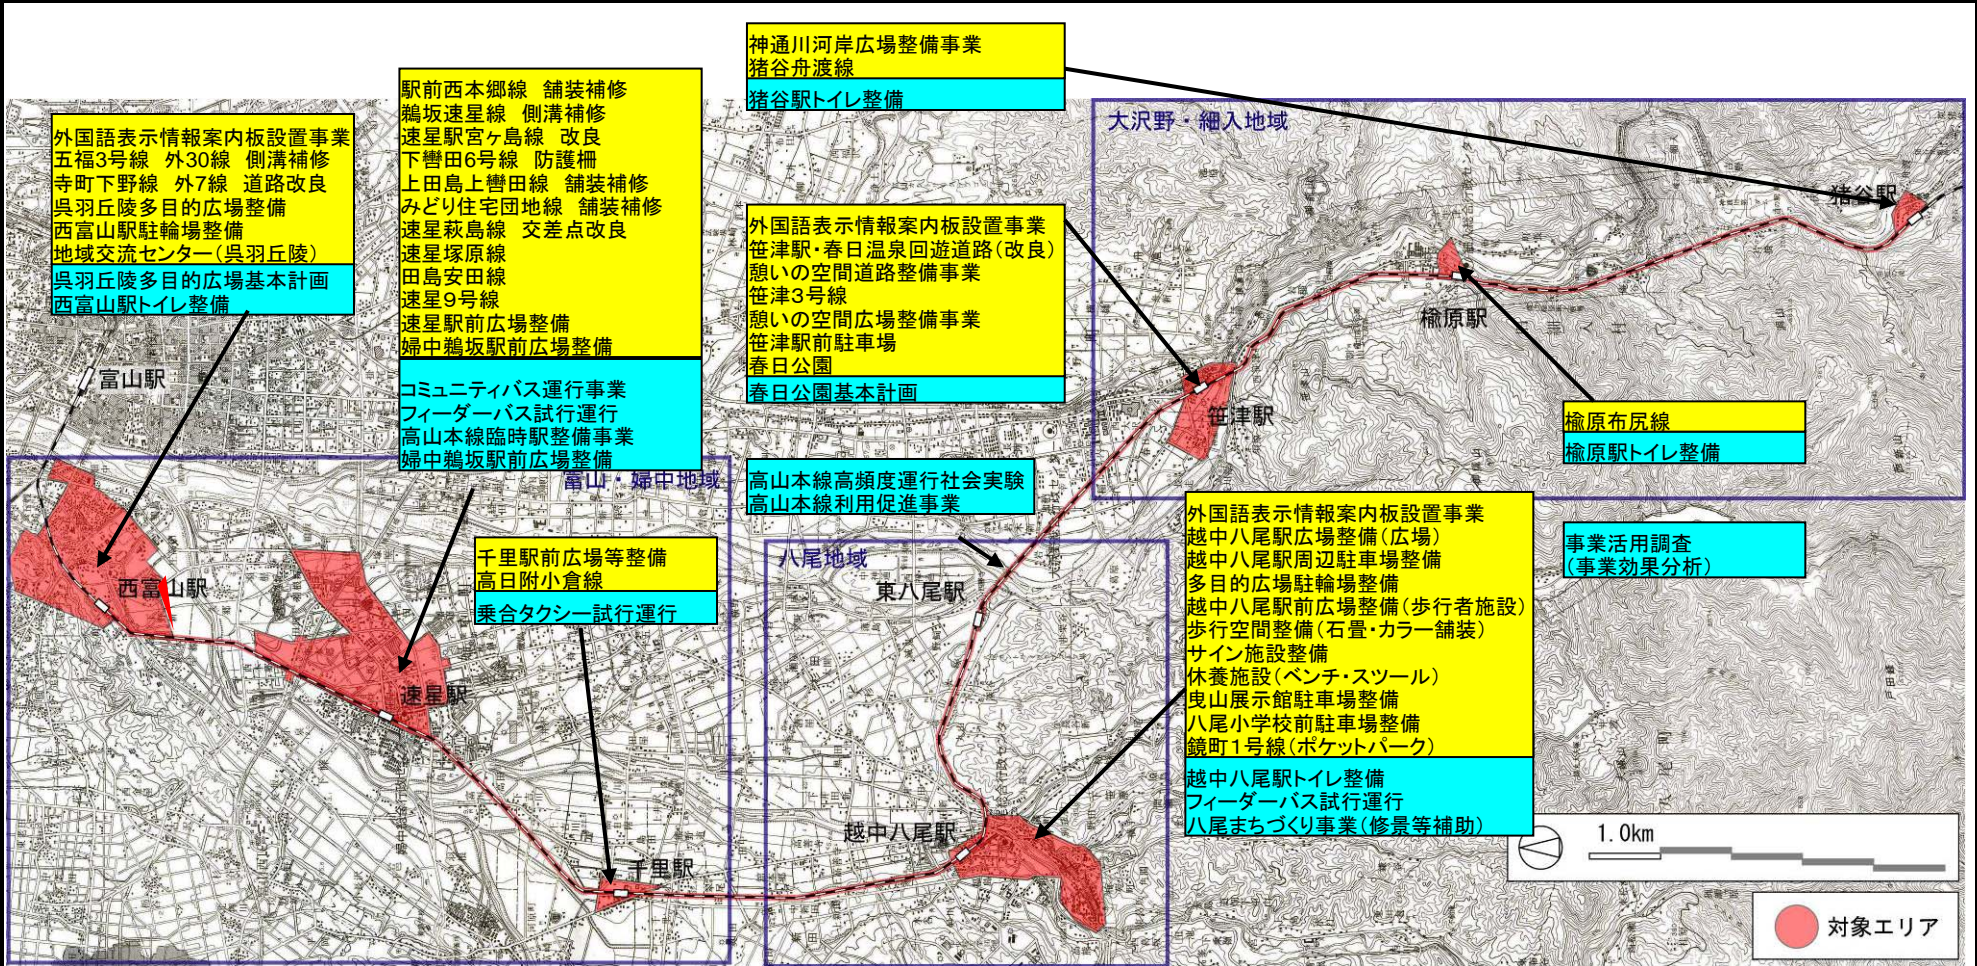 神通川河岸広場整備事業
猪谷舟渡線
猪谷駅トイレ整備
駅前西本郷線 舗装補修
鵜坂速星線 側溝補修
速星駅宮ヶ島線 改良
下轡田6号線 防護柵
上田島上轡田線 舗装補修
みどり住宅団地線 舗装補修
速星萩島線 交差点改良
速星塚原線
田島安田線
速星9号線
速星駅前広場整備
婦中鵜坂駅前広場整備
コミュニティバス運行事業
フィーダーバス試行運行
高山本線臨時駅整備事業
婦中鵜坂駅前広場整備
外国語表示情報案内板設置事業
五福3号線 外30線 側溝補修
寺町下野線 外7線 道路改良
呉羽丘陵多目的広場整備
西富山駅駐輪場整備
地域交流センター(呉羽丘陵)
呉羽丘陵多目的広場基本計画
西富山駅トイレ整備
大沢野・細入地域
猪谷駅
外国語表示情報案内板設置事業
笹津駅・春日温泉回遊道路(改良)
憩いの空間道路整備事業
笹津3号線
憩いの空間広場整備事業
笹津駅前駐車場
春日公園
春日公園基本計画
楡原駅
富山駅
笹津駅
楡原布尻線
楡原駅トイレ整備
富山・婦中地域
高山本線高頻度運行社会実験
高山本線利用促進事業
外国語表示情報案内板設置事業
越中八尾駅広場整備(広場)
越中八尾駅周辺駐車場整備
多目的広場駐輪場整備
越中八尾駅前広場整備(歩行者施設)
歩行空間整備(石畳・カラー舗装)
サイン施設整備
休養施設(ベンチ・スツール)
曳山展示館駐車場整備
八尾小学校前駐車場整備
鏡町1号線(ポケットパーク)
越中八尾駅トイレ整備
フィーダーバス試行運行
八尾まちづくり事業(修景等補助)
事業活用調査
(事業効果分析)
千里駅前広場等整備
高日附小倉線
乗合タクシー試行運行
八尾地域
東八尾駅
西富山駅
速星駅
越中八尾駅
千里駅
1.0km
対象エリア